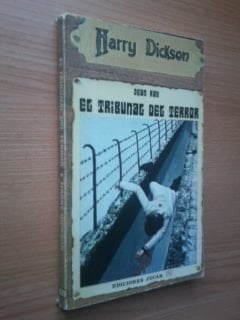 Harry Dickson
JEAN RAY
EL TRIBUNAL DEL TERROR
EDICIONES JUCAR